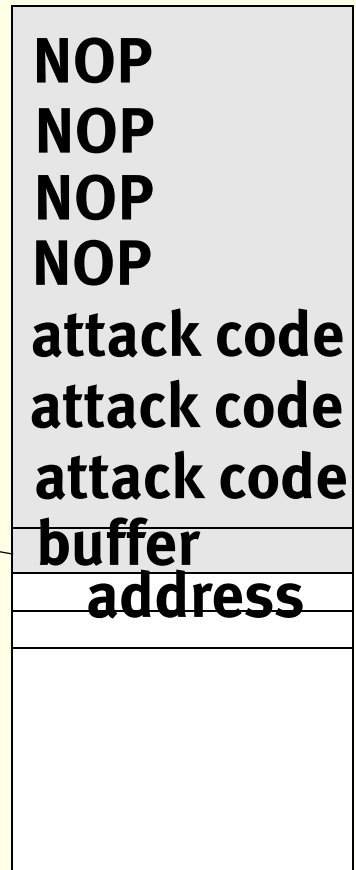 NOP
NOP
NOP
NOP
attack code
attack code
attack code
buffer
address